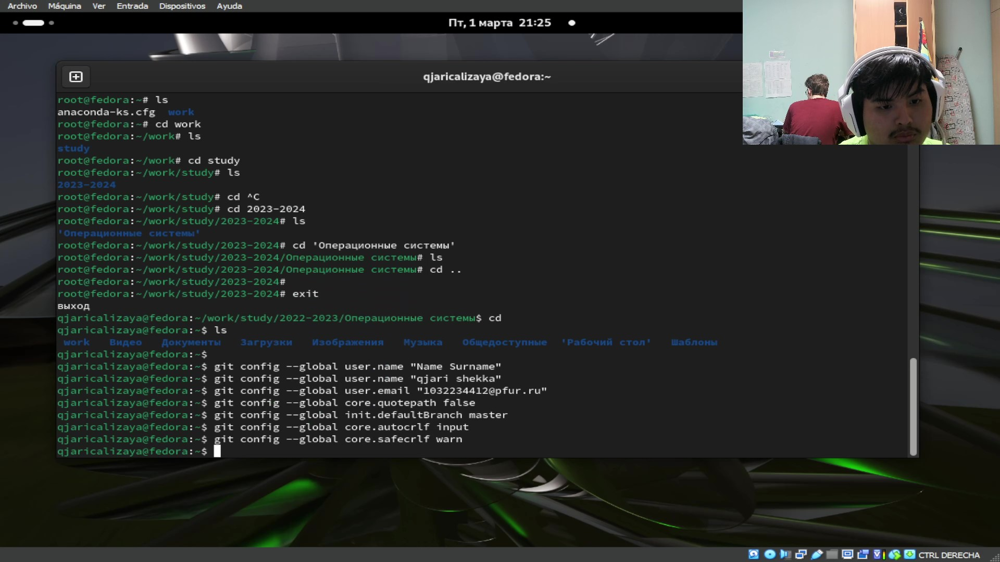 Archivo Máquina Ver Entrada Dispositivos Ayuda
Пт, 1 марта 21:25
qjaricalizaya@fedora:~
root@fedora:~# ls
anaconda-ks.cfg work
root@fedora:~# cd work
root@fedora:~/work# ls
study
root@fedora:~/work# cd study
root@fedora:~/work/study# ls
2023-2024
root@fedora:~/work/study# cd ^C
root@fedora:~/work/study# cd 2023-2024
root@fedora:~/work/study/2023-2024# ls
'Операционные системы'
root@fedora:~/work/study/2023-2024# cd 'Операционные системы'
root@fedora:~/work/study/2023-2024/Операционные системы# ls
root@fedora:~/work/study/2023-2024/Операционные системы# cd ..
root@fedora:~/work/study/2023-2024#
root@fedora:~/work/study/2023-2024# exit
выход
qjaricalizaya@fedora:~/work/study/2022-2023/Операционные системы$ cd
qjaricalizaya@fedora:~$ ls
work Видео Документы Загрузки Изображения Музыка Общедоступные 'Рабочий стол' Шаблоны
qjaricalizaya@fedora:~$
qjaricalizaya@fedora:~$ git config --global user.name "Name Surname"
qjaricalizaya@fedora:~$ git config --global user.name "qjari shekka"
qjaricalizaya@fedora:~$ git config --global user.email "1032234412@pfur.ru"
qjaricalizaya@fedora:~$ git config --global core.quotepath false
qjaricalizaya@fedora:~$ git config --global init.defaultBranch master
qjaricalizaya@fedora:~$ git config --global core.autocrlf input
qjaricalizaya@fedora:~$ git config --global core.safecrlf warn
qjaricalizaya@fedora:~$
CTRL DERECHA